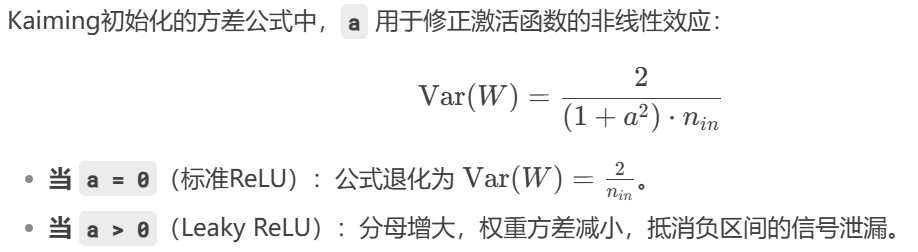 Kaiming初始化的方差公式中， a 用于修正激活函数的非线性效应：
Var(W) = \frac{2}{(1 + a^2) \cdot n_{in}}
• 当 a = 0（标准ReLU）：公式退化为 Var(W) = \frac{2}{n_{in}}。
• 当 a > 0（Leaky ReLU）：分母增大，权重方差减小，抵消负区间的信号泄漏。